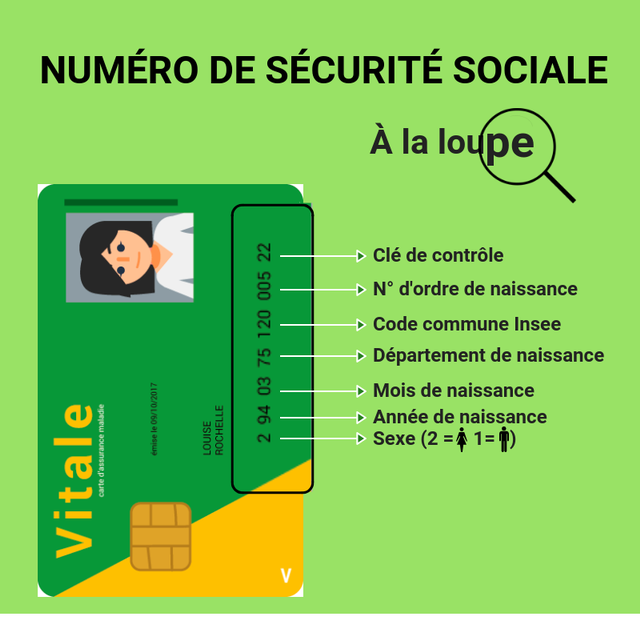 NUMÉRO DE SÉCURITÉ SOCIALE
À la loupe
Clé de contrôle
N° d'ordre de naissance
Code commune Insee
Département de naissance
Mois de naissance
Année de naissance
Sexe (2 = 1= )
2 94 03 75 120 005 22
LOUISE
ROCHELLE
émise le 09/10/2017
Vitale
carte d'assurance maladie
V